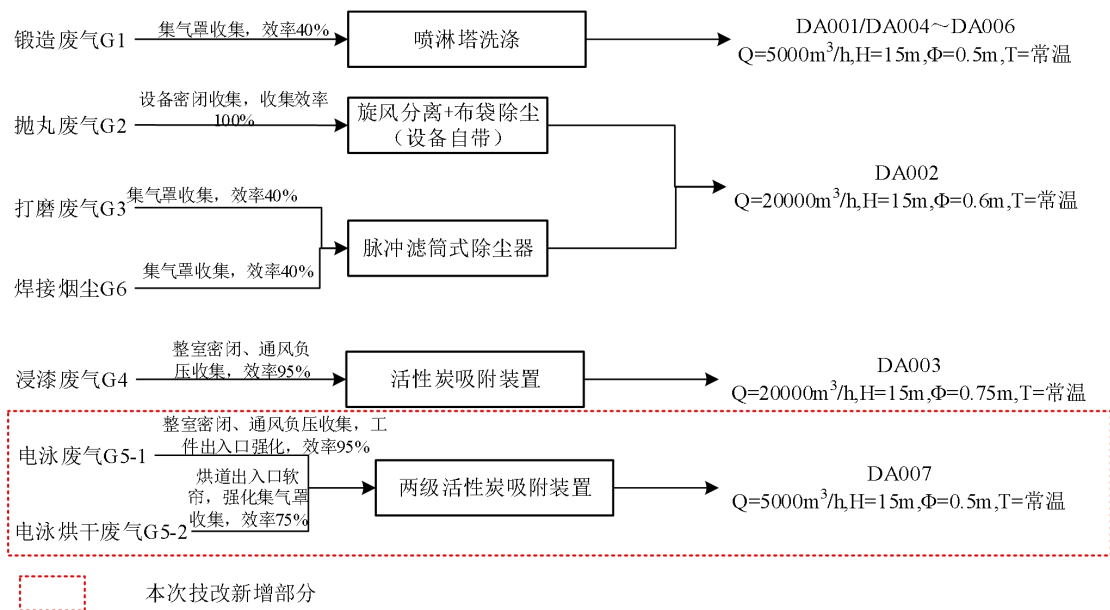 锻造废气G1
集气罩收集，效率40%
喷淋塔洗涤
DA001/DA004～DA006
Q=5000m³/h,H=15m,Φ=0.5m,T=常温
抛丸废气G2
设备密闭收集，收集效率
100%
旋风分离+布袋除尘
（设备自带）
DA002
Q=20000m³/h,H=15m,Φ=0.6m,T=常温
打磨废气G3
集气罩收集，效率40%
脉冲滤筒式除尘器
焊接烟尘G6
集气罩收集，效率40%
浸漆废气G4
整室密闭、通风负
压收集，效率95%
活性炭吸附装置
DA003
Q=20000m³/h,H=15m,Φ=0.75m,T=常温
电泳废气G5-1
整室密闭、通风负压收集，工
件出入口强化，效率95%
烘道出入口软
帘，强化集气罩
收集，效率75%
电泳烘干废气G5-2
两级活性炭吸附装置
DA007
Q=5000m³/h,H=15m,Φ=0.5m,T=常温
本次技改新增部分